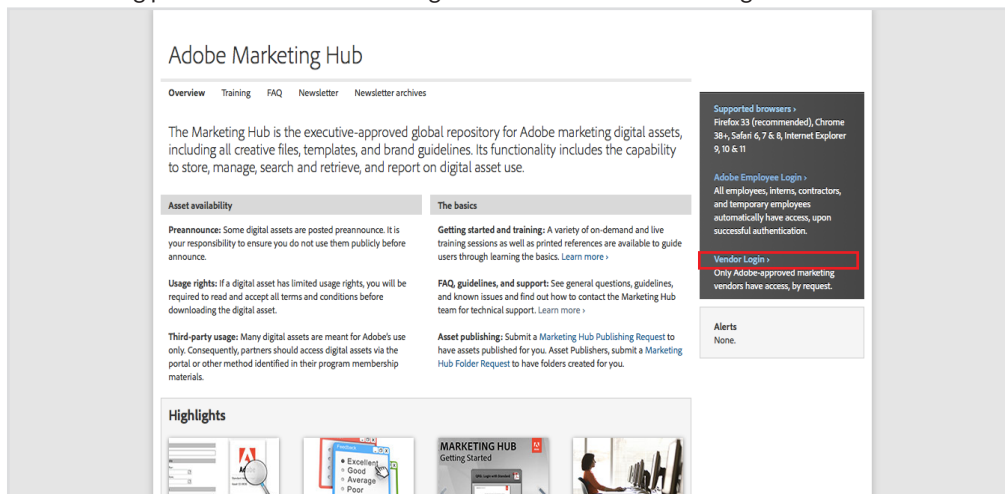 Adobe Marketing Hub
Overview Training FAQ Newsletter Newsletter archives
The Marketing Hub is the executive-approved global repository for Adobe marketing digital assets,
including all creative files, templates, and brand guidelines. Its functionality includes the capability
to store, manage, search and retrieve, and report on digital asset use.
Asset availability
Preannounce: Some digital assets are posted preannounce. It is
your responsibility to ensure you do not use them publicly before
announce.
Usage rights: If a digital asset has limited usage rights, you will be
required to read and accept all terms and conditions before
downloading the digital asset.
Third-party usage: Many digital assets are meant for Adobe's use
only. Consequently, partners should access digital assets via the
portal or other method identified in their program membership
materials.
The basics
Getting started and training: A variety of on-demand and live
training sessions as well as printed references are available to guide
users through learning the basics. Learn more ›
FAQ, guidelines, and support: See general questions, guidelines,
and known issues and find out how to contact the Marketing Hub
team for technical support. Learn more ›
Asset publishing: Submit a Marketing Hub Publishing Request to
have assets published for you. Asset Publishers, submit a Marketing
Hub Folder Request to have folders created for you.
Supported browsers ›
Firefox 33 (recommended), Chrome
38+, Safari 6, 7 & 8, Internet Explorer
9, 10 & 11
Adobe Employee Login ›
All employees, interns, contractors,
and temporary employees
automatically have access, upon
successful authentication.
Vendor Login ›
Only Adobe-approved marketing
vendors have access, by request.
Alerts
None.
Highlights
Excellent
Good
Average
Poor
MARKETING HUB
Getting Started